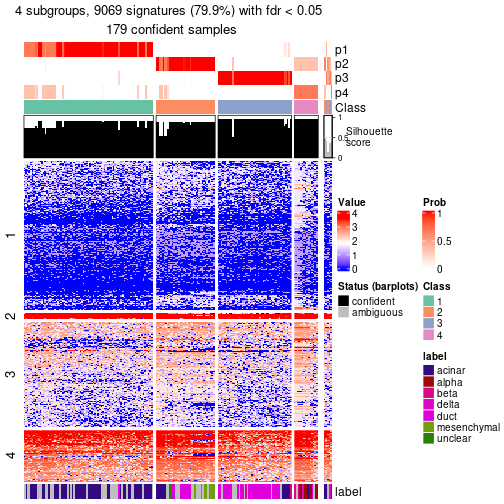 4 subgroups, 9069 signatures (79.9%) with fdr < 0.05
179 confident samples
p1
p2
p3
p4
Class
1
0.5
0
Silhouette
score
1
2
3
4
Value
4
3
2
1
0
Prob
1
0.5
0
Status (barplots)
confident
ambiguous
Class
1
2
3
4
label
acinar
alpha
beta
delta
duct
mesenchymal
unclear
label